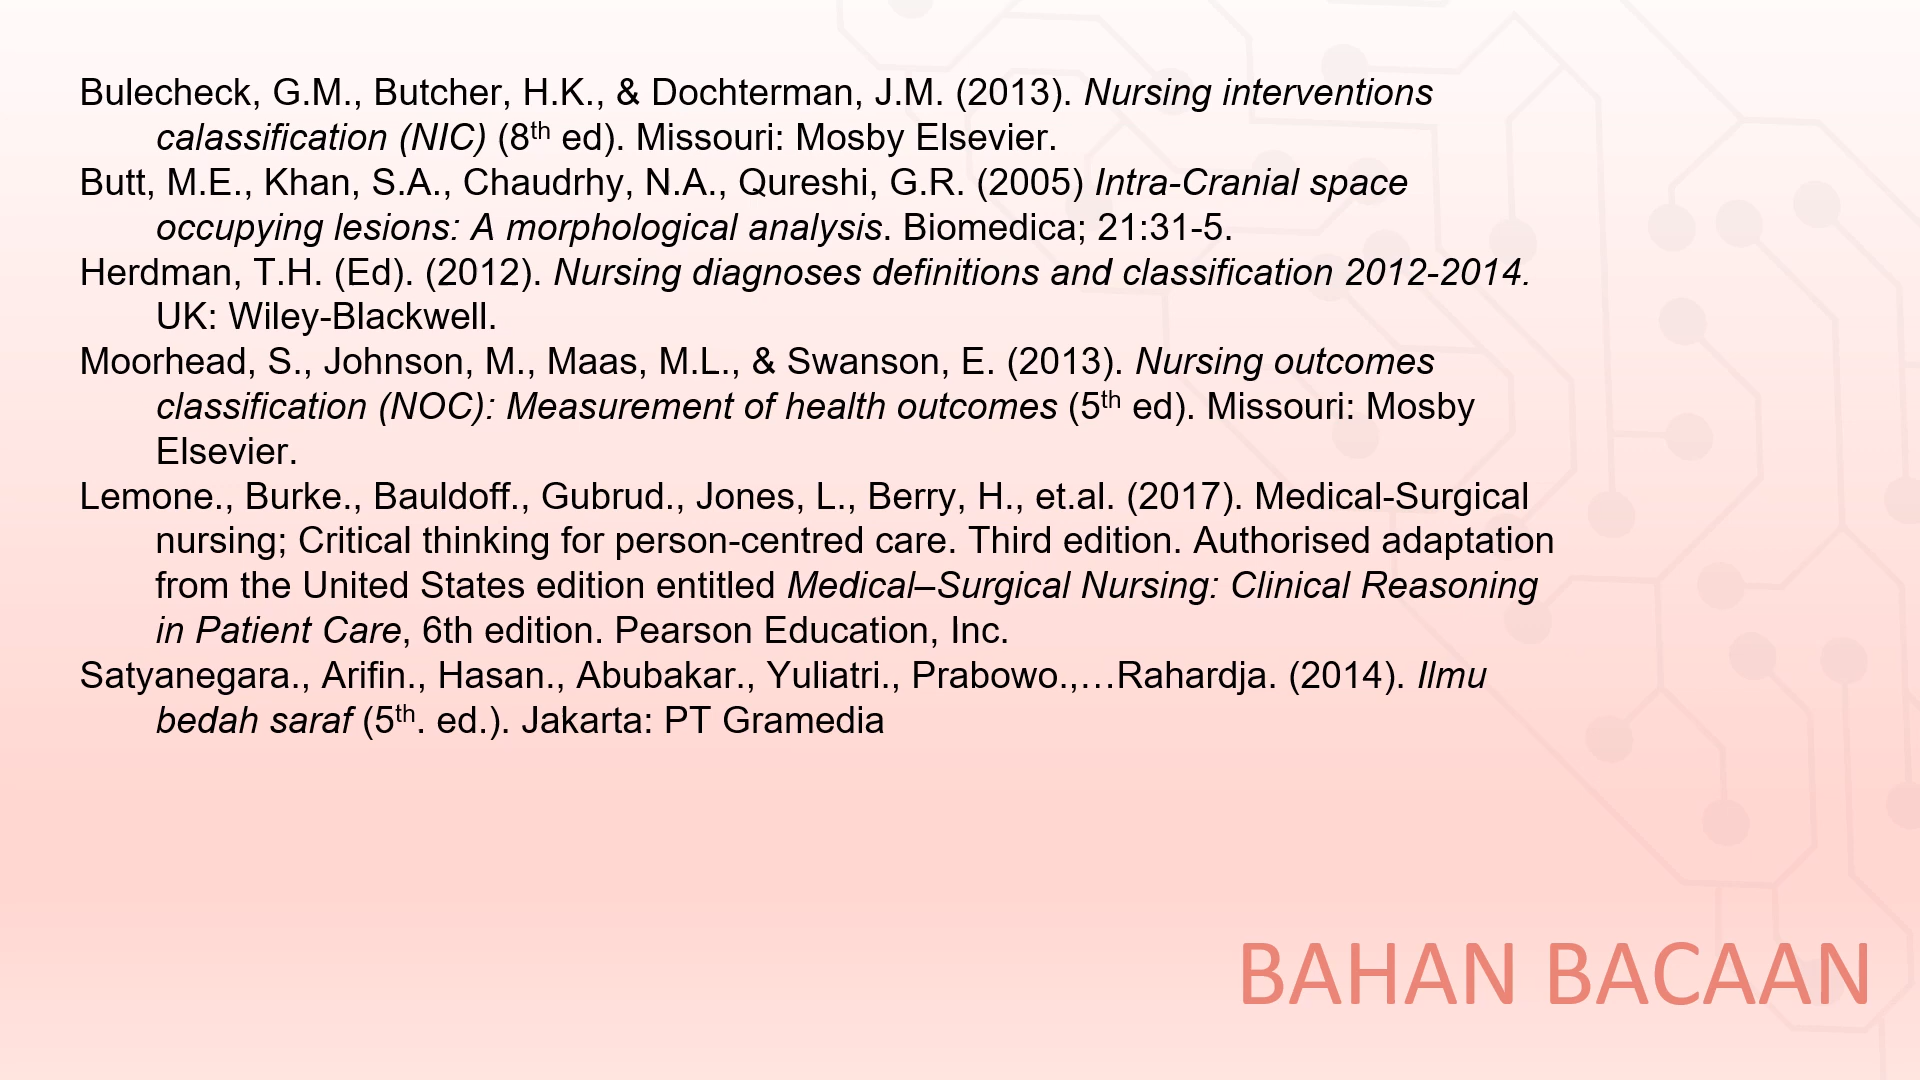 Bulecheck, G.M., Butcher, H.K., & Dochterman, J.M. (2013). Nursing interventions
calassification (NIC) (8th ed). Missouri: Mosby Elsevier.
Butt, M.E., Khan, S.A., Chaudrhy, N.A., Qureshi, G.R. (2005) Intra-Cranial space
occupying lesions: A morphological analysis. Biomedica; 21:31-5.
Herdman, T.H. (Ed). (2012). Nursing diagnoses definitions and classification 2012-2014.
UK: Wiley-Blackwell.
Moorhead, S., Johnson, M., Maas, M.L., & Swanson, E. (2013). Nursing outcomes
classification (NOC): Measurement of health outcomes (5th ed). Missouri: Mosby
Elsevier.
Lemone., Burke., Bauldoff., Gubrud., Jones, L., Berry, H., et.al. (2017). Medical-Surgical
nursing; Critical thinking for person-centred care. Third edition. Authorised adaptation
from the United States edition entitled Medical–Surgical Nursing: Clinical Reasoning
in Patient Care, 6th edition. Pearson Education, Inc.
Satyanegara., Arifin., Hasan., Abubakar., Yuliatri., Prabowo.,…Rahardja. (2014). Ilmu
bedah saraf (5th. ed.). Jakarta: PT Gramedia
BAHAN BACAAN